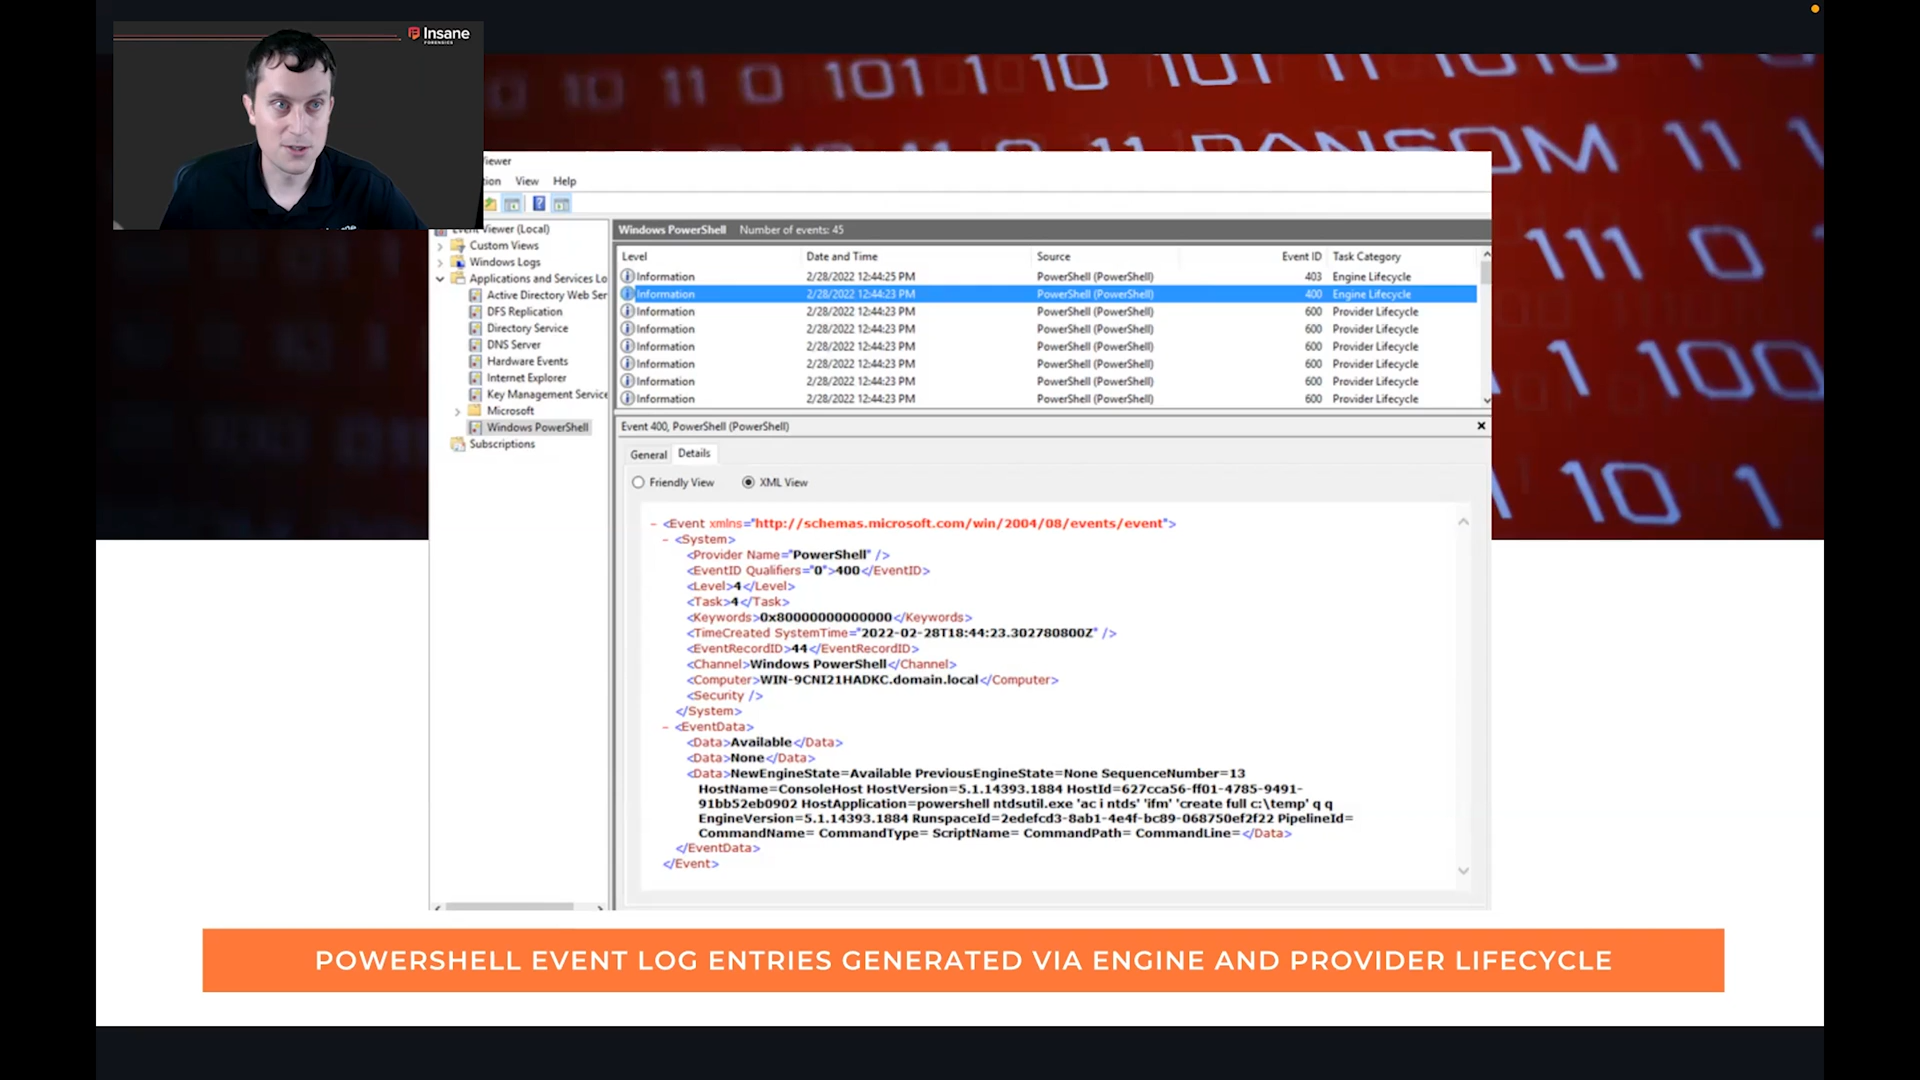 Insane
FORENSICS
10 11 0 101 1 10 101 11 1010
11 0 11 RANSOM 11 1
111 0
1 100
1 10 1
iewer
tion View Help
Event Viewer (Local)
Custom Views
Windows Logs
Applications and Services Lo
Active Directory Web Ser
DFS Replication
Directory Service
DNS Server
Hardware Events
Internet Explorer
Key Management Service
Microsoft
Windows PowerShell
Subscriptions
Windows PowerShell Number of events: 45
Level Date and Time Source Event ID Task Category
Information 2/28/2022 12:44:25 PM PowerShell (PowerShell) 403 Engine Lifecycle
Information 2/28/2022 12:44:23 PM PowerShell (PowerShell) 400 Engine Lifecycle
Information 2/28/2022 12:44:23 PM PowerShell (PowerShell) 600 Provider Lifecycle
Information 2/28/2022 12:44:23 PM PowerShell (PowerShell) 600 Provider Lifecycle
Information 2/28/2022 12:44:23 PM PowerShell (PowerShell) 600 Provider Lifecycle
Information 2/28/2022 12:44:23 PM PowerShell (PowerShell) 600 Provider Lifecycle
Information 2/28/2022 12:44:23 PM PowerShell (PowerShell) 600 Provider Lifecycle
Information 2/28/2022 12:44:23 PM PowerShell (PowerShell) 600 Provider Lifecycle
Event 400, PowerShell (PowerShell)
General Details
Friendly View XML View
- <Event xmlns="http://schemas.microsoft.com/win/2004/08/events/event">
- <System>
<Provider Name="PowerShell" />
<EventID Qualifiers="0">400</EventID>
<Level>4</Level>
<Task>4</Task>
<Keywords>0x80000000000000</Keywords>
<TimeCreated SystemTime="2022-02-28T18:44:23.302780800Z" />
<EventRecordID>44</EventRecordID>
<Channel>Windows PowerShell</Channel>
<Computer>WIN-9CNI21HADKC.domain.local</Computer>
<Security />
</System>
- <EventData>
<Data>Available</Data>
<Data>None</Data>
<Data>NewEngineState=Available PreviousEngineState=None SequenceNumber=13
HostName=ConsoleHost HostVersion=5.1.14393.1884 HostId=627cca56-ff01-4785-9491-
91bb52eb0902 HostApplication=powershell ntdsutil.exe 'ac i ntds' 'ifm' 'create full c:\temp' q q
EngineVersion=5.1.14393.1884 RunspaceId=2edefcd3-8ab1-4e4f-bc89-068750ef2f22 PipelineId=
CommandName= CommandType= ScriptName= CommandPath= CommandLine=</Data>
</EventData>
</Event>
POWERSHELL EVENT LOG ENTRIES GENERATED VIA ENGINE AND PROVIDER LIFECYCLE